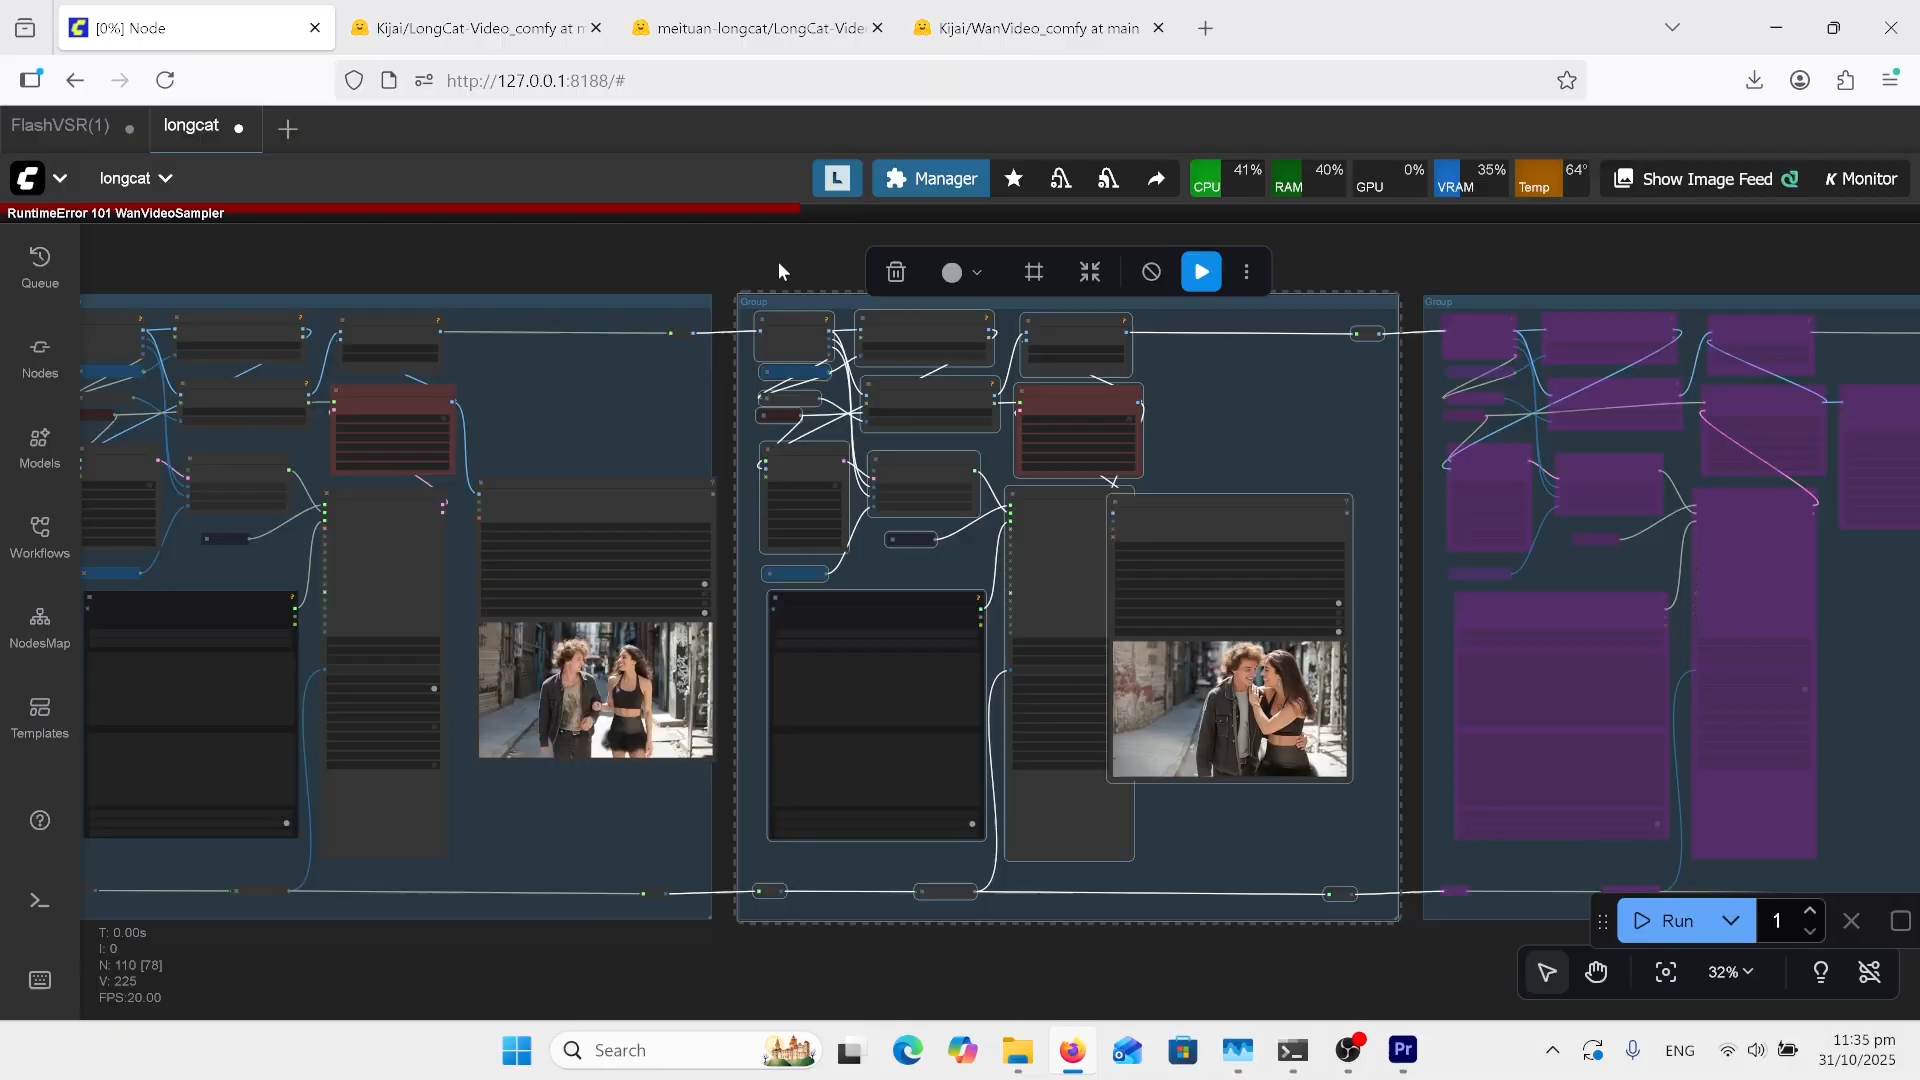 [0%] Node
Kijai/LongCat-Video_comfy at m
meituan-longcat/LongCat-Vide
Kijai/WanVideo_comfy at main
http://127.0.0.1:8188/#
FlashVSR(1)
longcat
longcat
L
Manager
CPU 41%
RAM 40%
GPU 0%
VRAM 35%
Temp 64°
Show Image Feed
K Monitor
RuntimeError 101 WanVideoSampler
Queue
Nodes
Models
Workflows
NodesMap
Templates
Group
Group
T: 0.00s
I: 0
N: 110 [78]
V: 225
FPS:20.00
Run
1
32%
Search
Pr
ENG
11:35 pm
31/10/2025